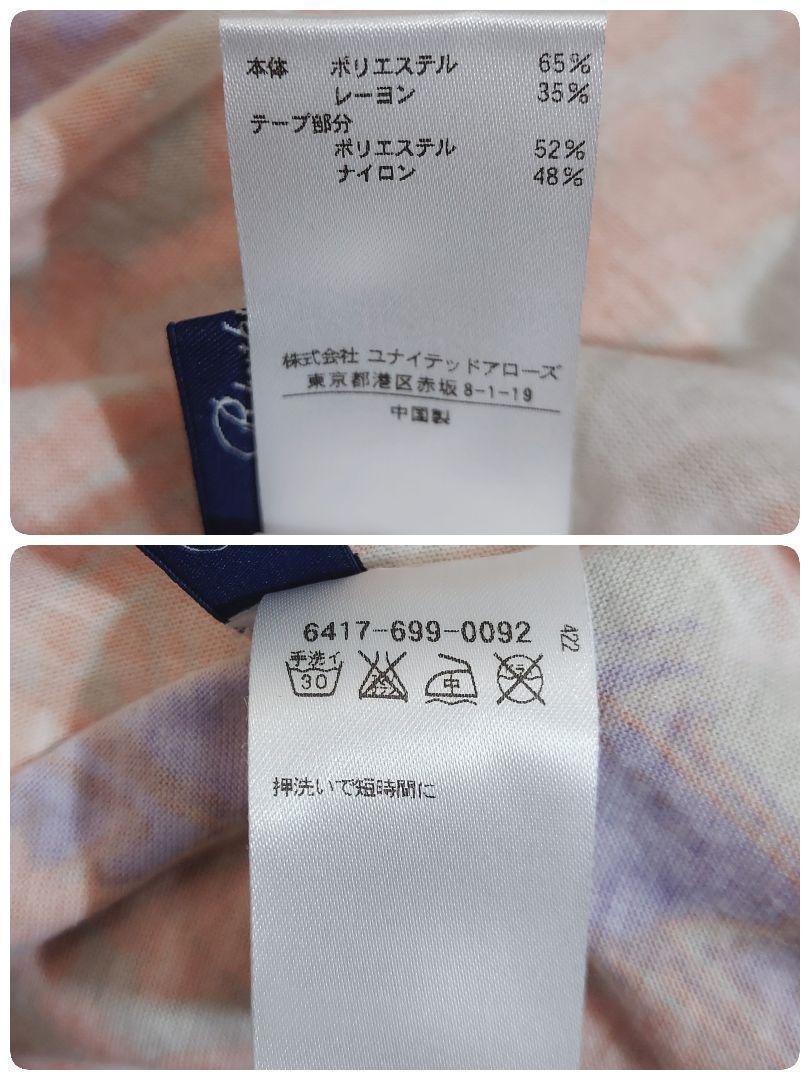 本体 ポリエステル 65%
レーヨン 35%
テープ部分
ポリエステル 52%
ナイロン 48%
株式会社 ユナイテッドアローズ
東京都港区赤坂8-1-19
中国製
6417-699-0092
422
手洗イ
30
中
ドライ
押洗いで短時間に